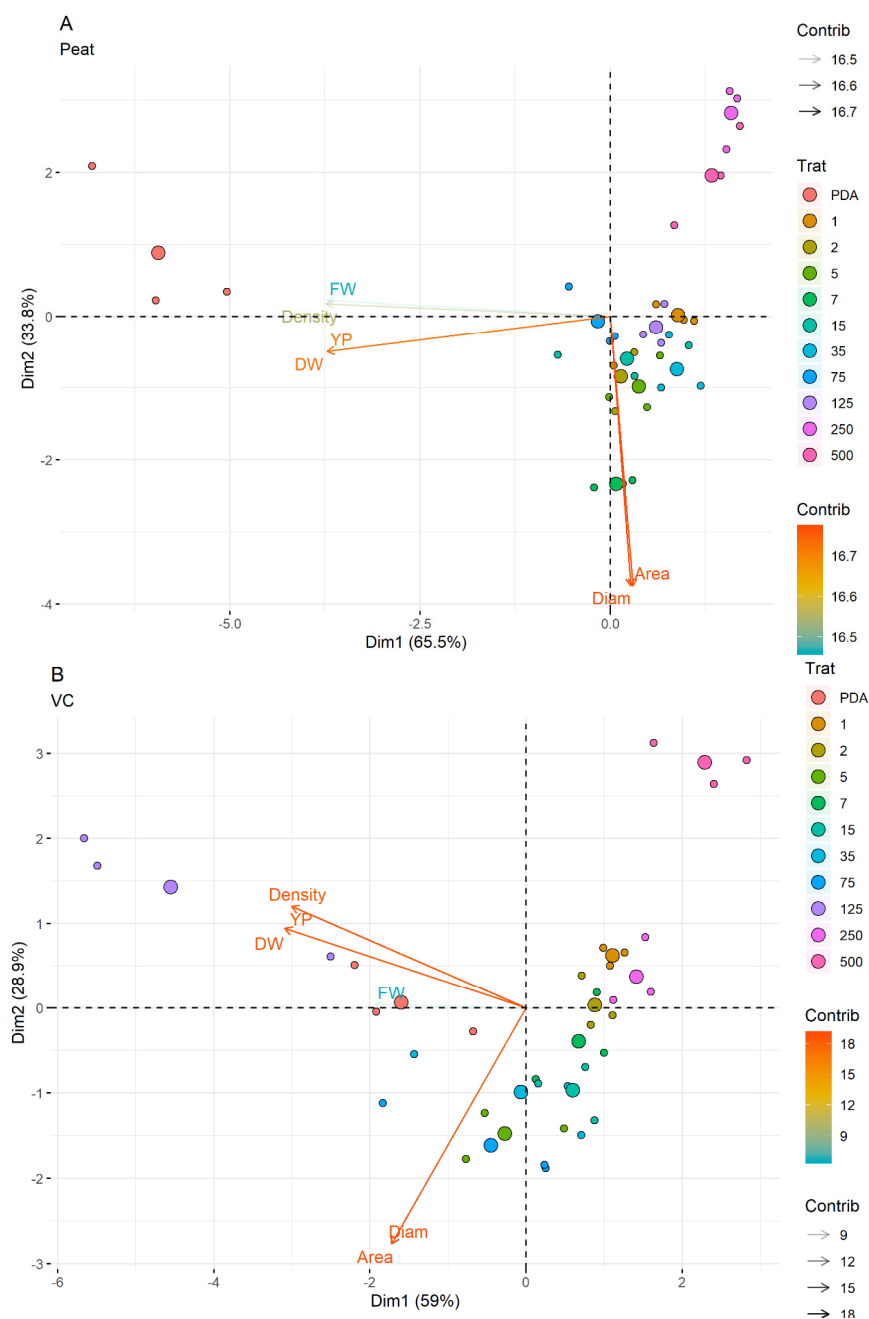 A
Peat
Contrib
16.5
16.6
16.7
Trat
PDA
1
2
5
7
15
35
75
125
250
500
Contrib
16.7
16.6
16.5
2
0
-2
-4
Dim2 (33.8%)
FW
Density
YP
DW
Area
Diam
-5.0
-2.5
0.0
Dim1 (65.5%)
B
VC
Trat
PDA
1
2
5
7
15
35
75
125
250
500
Contrib
18
15
12
9
Contrib
9
12
15
18
3
2
1
0
-1
-2
-3
Dim2 (28.9%)
Density
YP
DW
FW
Diam
Area
-6
-4
-2
0
2
Dim1 (59%)